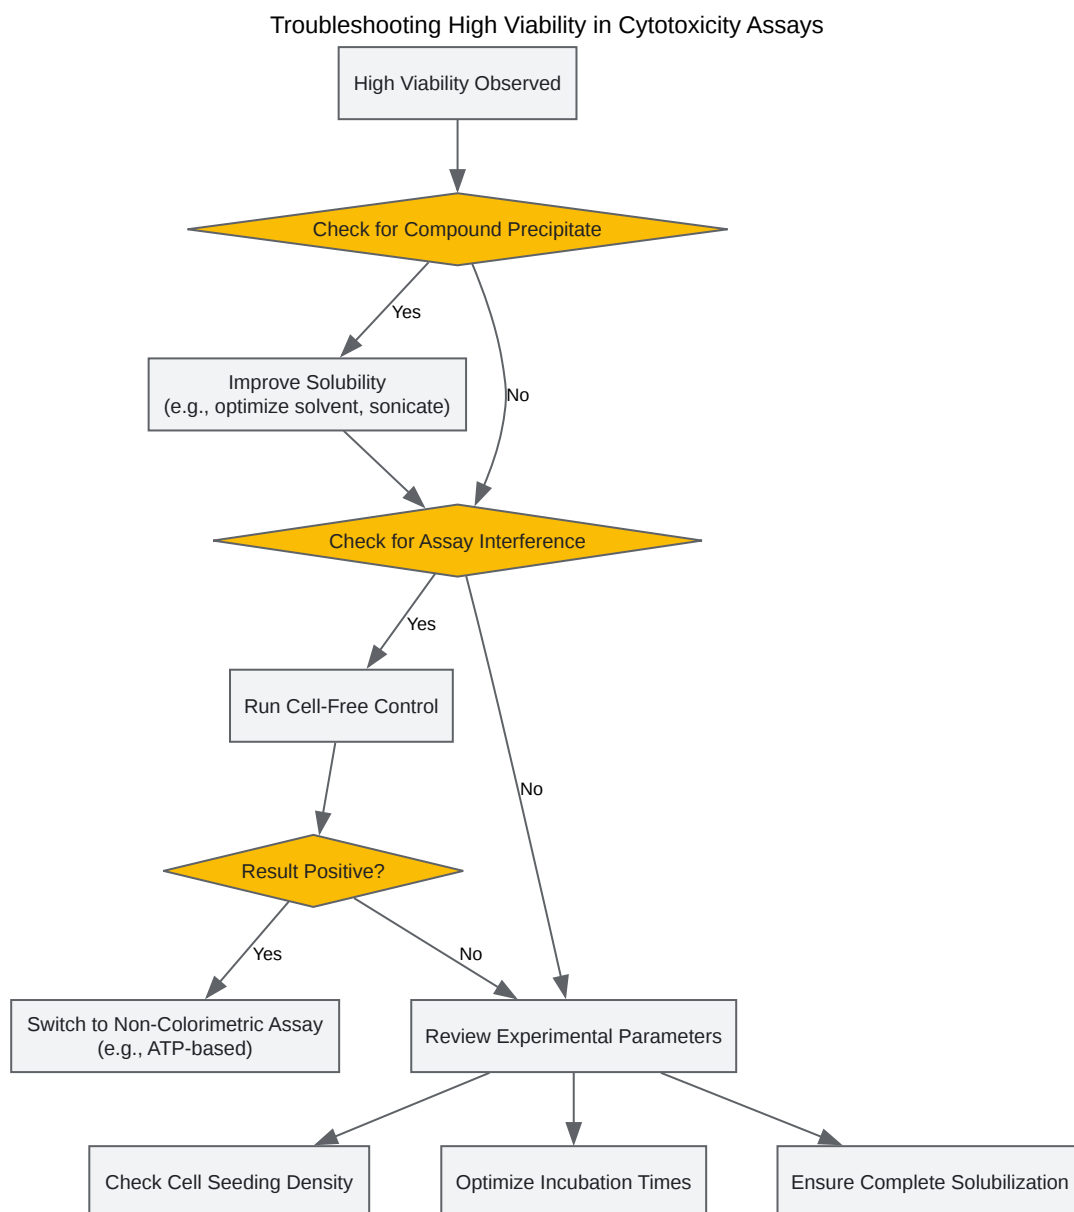 Troubleshooting High Viability in Cytotoxicity Assays
High Viability Observed
Check for Compound Precipitate
Yes
Improve Solubility
(e.g., optimize solvent, sonicate)
No
Check for Assay Interference
Yes
Run Cell-Free Control
No
Result Positive?
Yes
No
Switch to Non-Colorimetric Assay
(e.g., ATP-based)
Review Experimental Parameters
Check Cell Seeding Density
Optimize Incubation Times
Ensure Complete Solubilization